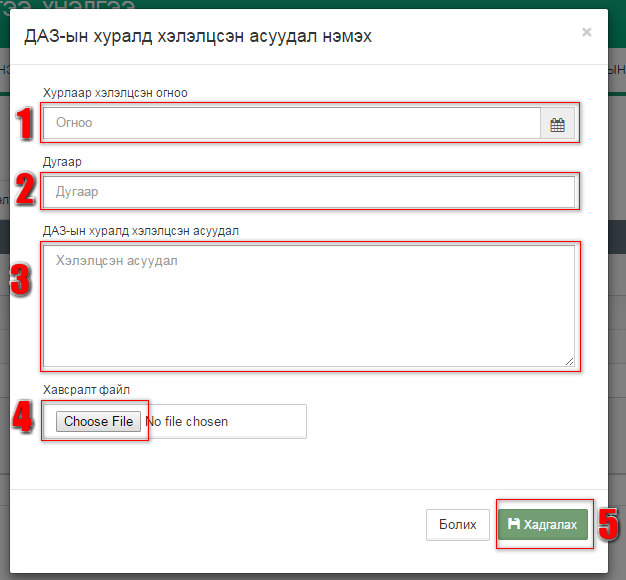 ДАЗ-ын хуралд хэлэлцсэн асуудал нэмэх
×
Хурлаар хэлэлцсэн огноо
1
Огноо
Дугаар
2
Дугаар
ДАЗ-ын хуралд хэлэлцсэн асуудал
3
Хэлэлцсэн асуудал
Хавсралт файл
4
Choose File No file chosen
Болих
Хадгалах
5